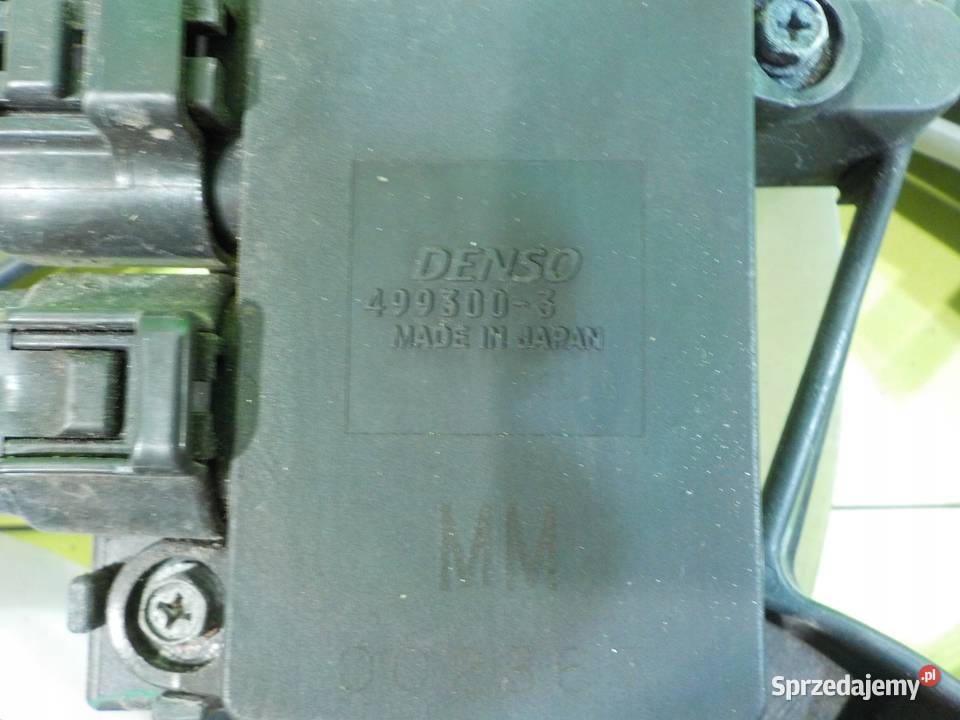 DENSO
499300-3
MADE IN JAPAN
MM
Sprzedajemy.pl